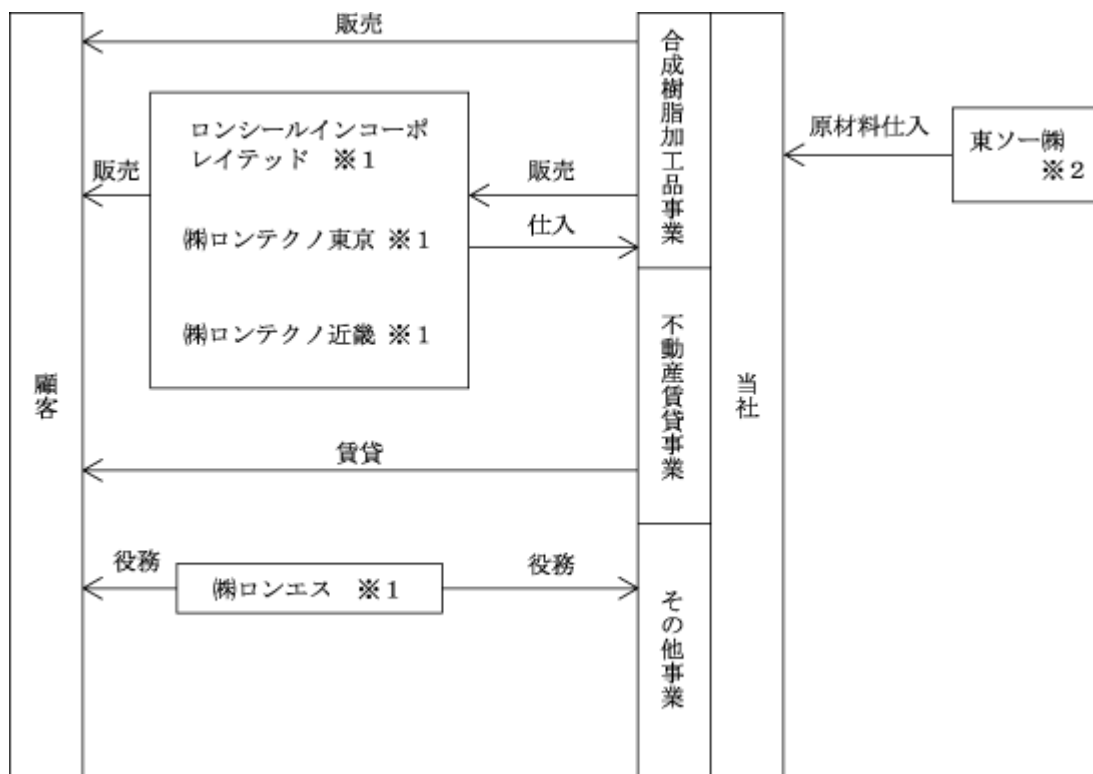 販売
合成樹脂加工品事業
原材料仕入
東ソー㈱
※２
ロンシールインコーポ
レイテッド ※１
販売
販売
仕入
㈱ロンテクノ東京 ※１
㈱ロンテクノ近畿 ※１
不動産賃貸事業
顧客
当社
賃貸
役務
㈱ロンエス ※１
役務
その他事業